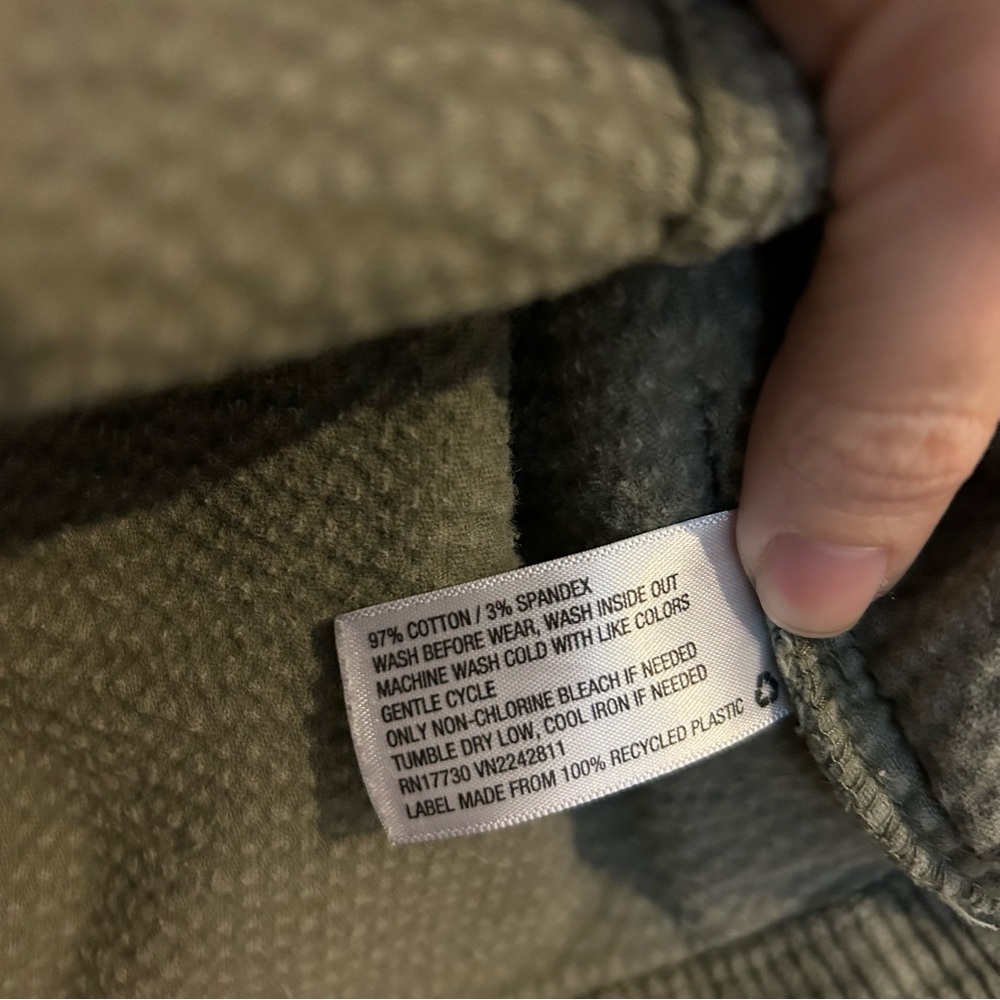 97% COTTON / 3% SPANDEX
WASH BEFORE WEAR, WASH INSIDE OUT
MACHINE WASH COLD WITH LIKE COLORS
GENTLE CYCLE
ONLY NON-CHLORINE BLEACH IF NEEDED
TUMBLE DRY LOW, COOL IRON IF NEEDED
RN17730 VN2242811
LABEL MADE FROM 100% RECYCLED PLASTIC